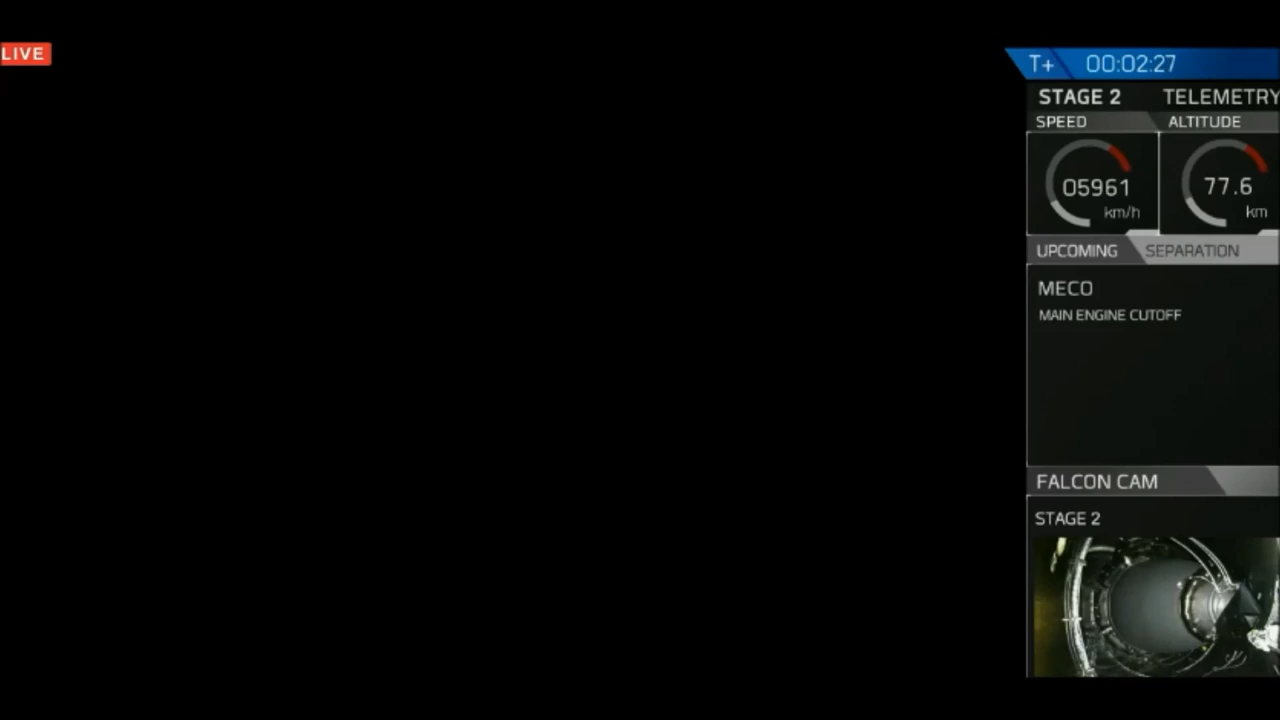 LIVE
T+ 00:02:27
STAGE 2 TELEMETRY
SPEED ALTITUDE
05961 77.6
km/h km
UPCOMING SEPARATION
MECO
MAIN ENGINE CUTOFF
FALCON CAM
STAGE 2